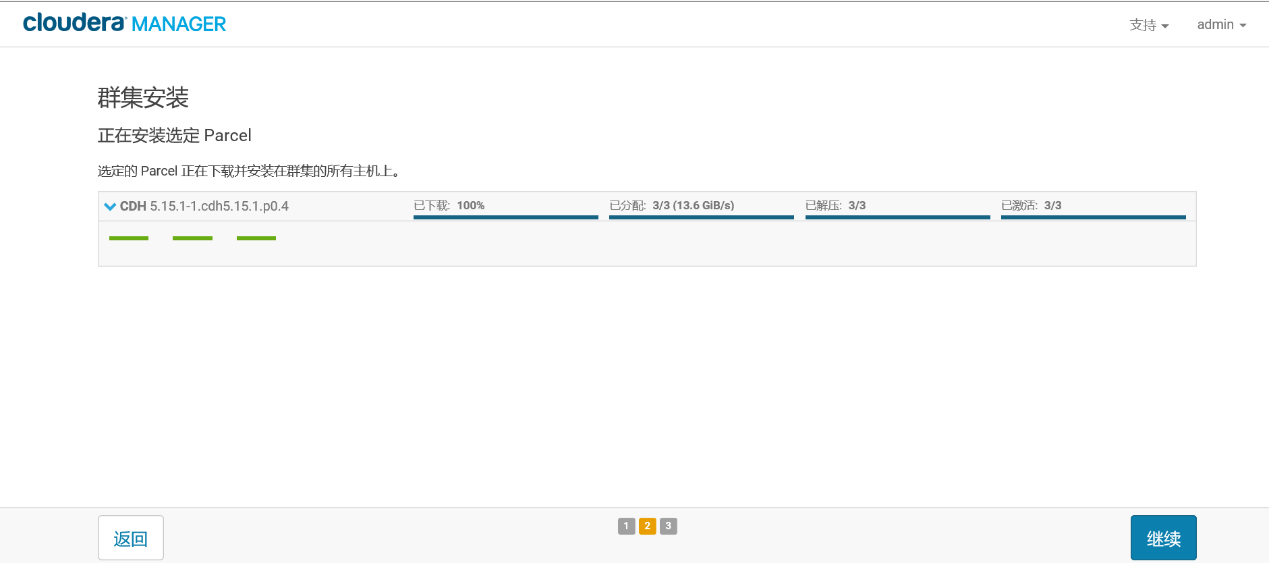 cloudera MANAGER
支持 admin
群集安装
正在安装选定 Parcel
选定的 Parcel 正在下载并安装在群集的所有主机上。
CDH 5.15.1-1.cdh5.15.1.p0.4 已下载: 100% 已分配: 3/3 (13.6 GiB/s) 已解压: 3/3 已激活: 3/3
返回 1 2 3 继续